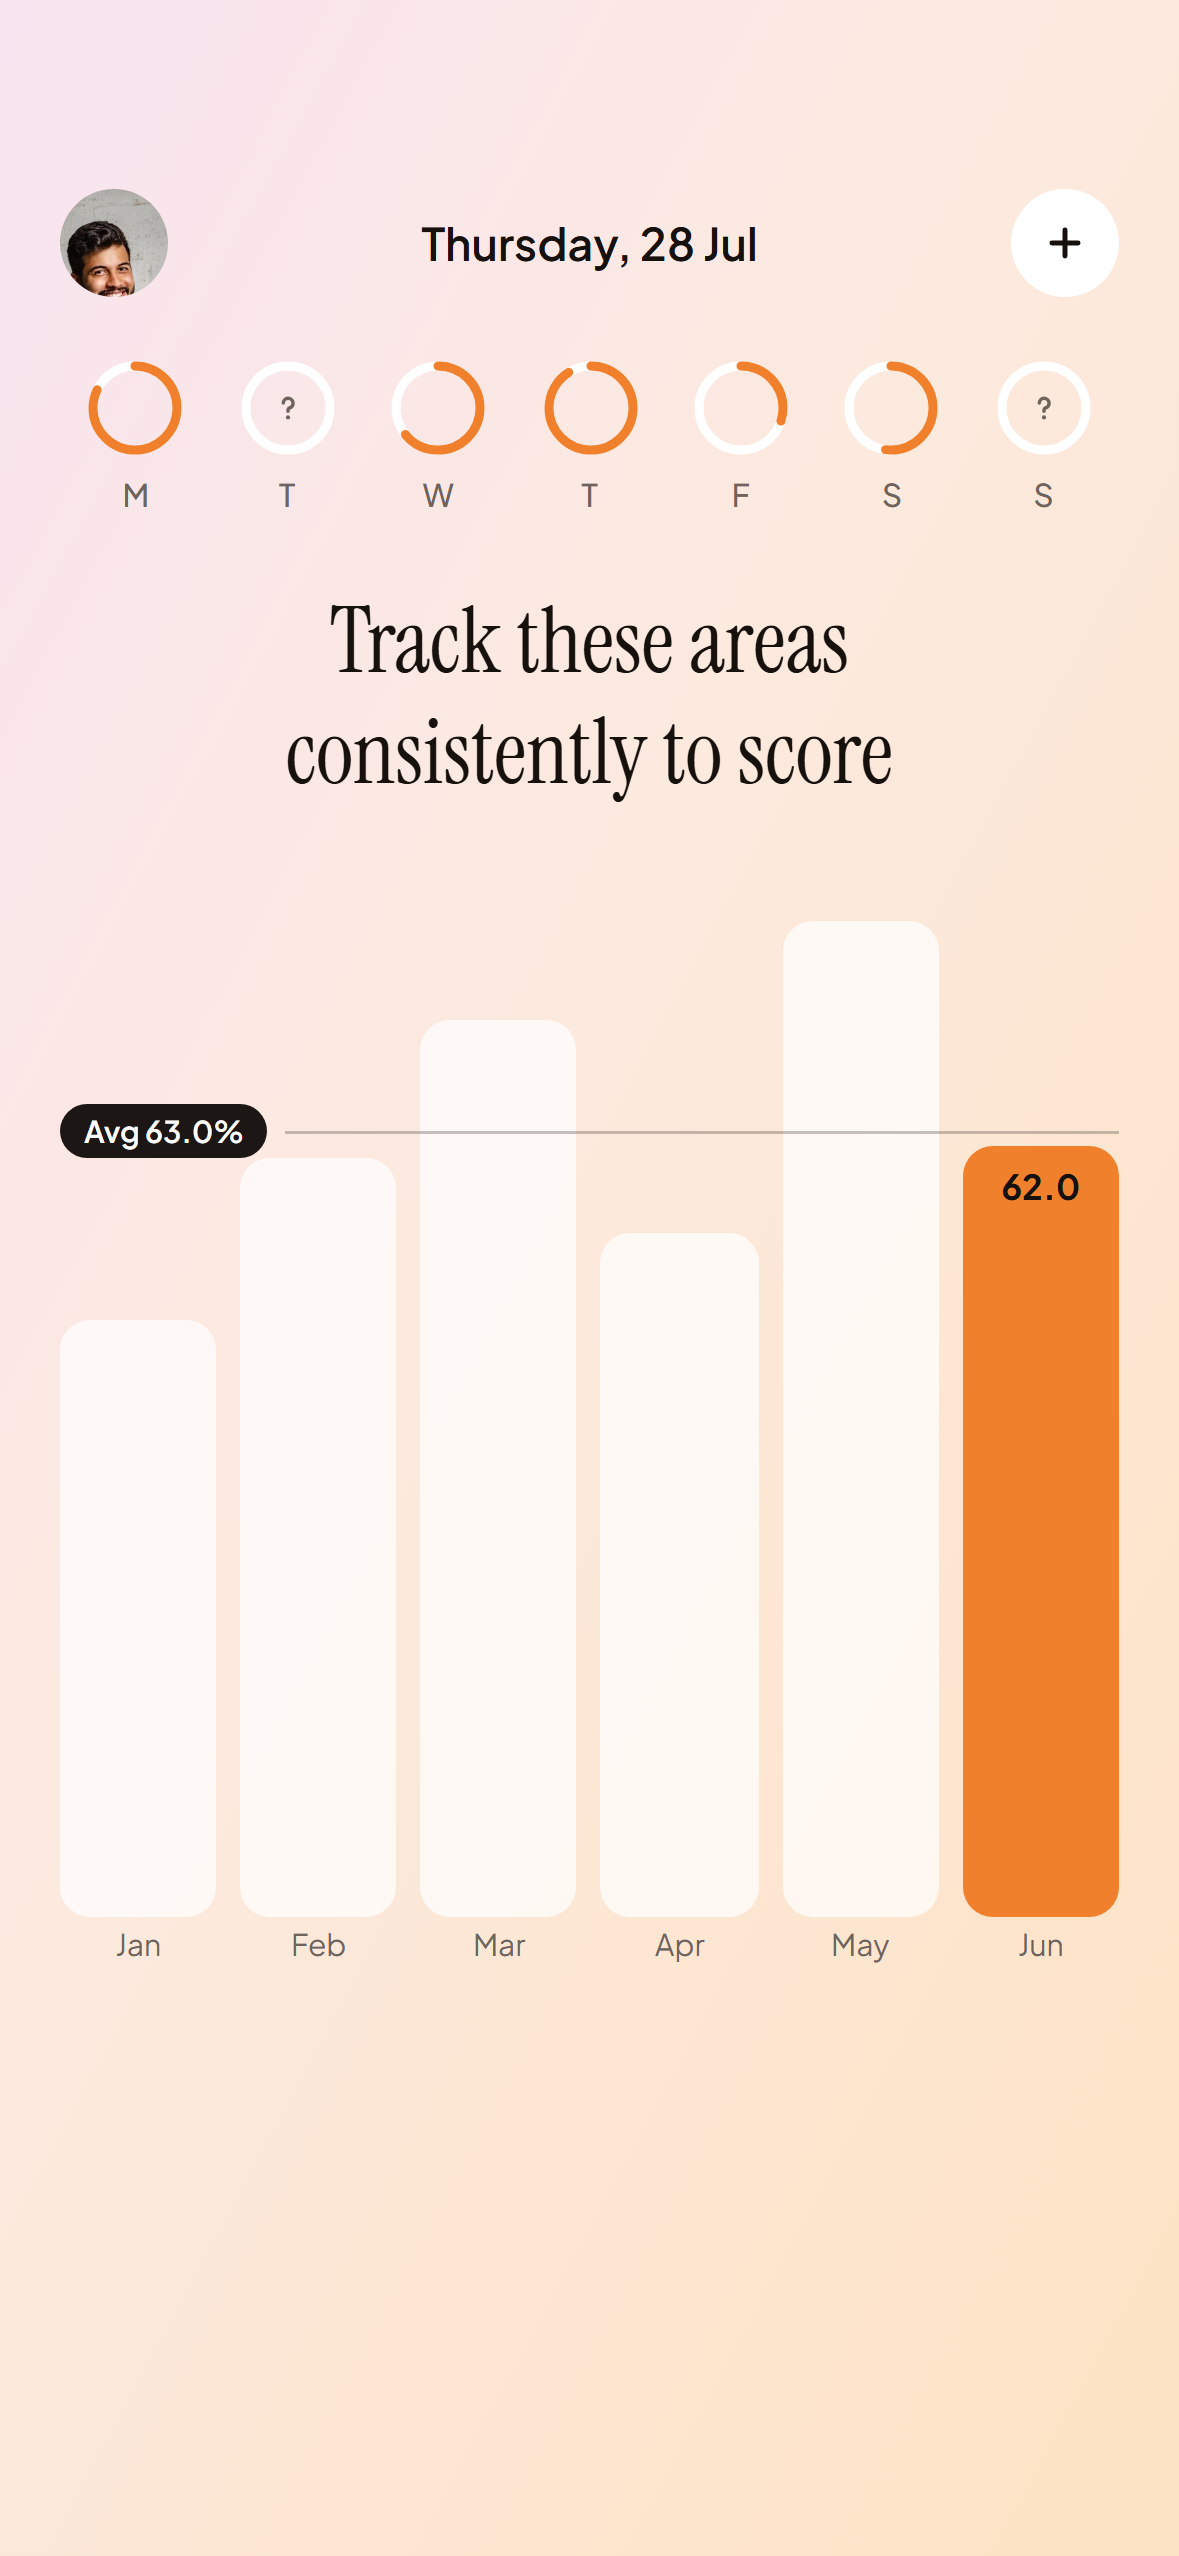 Thursday, 28 Jul
+
? ?
M T W T F S S
Track these areas
consistently to score
Avg 63.0%
62.0
Jan Feb Mar Apr May Jun